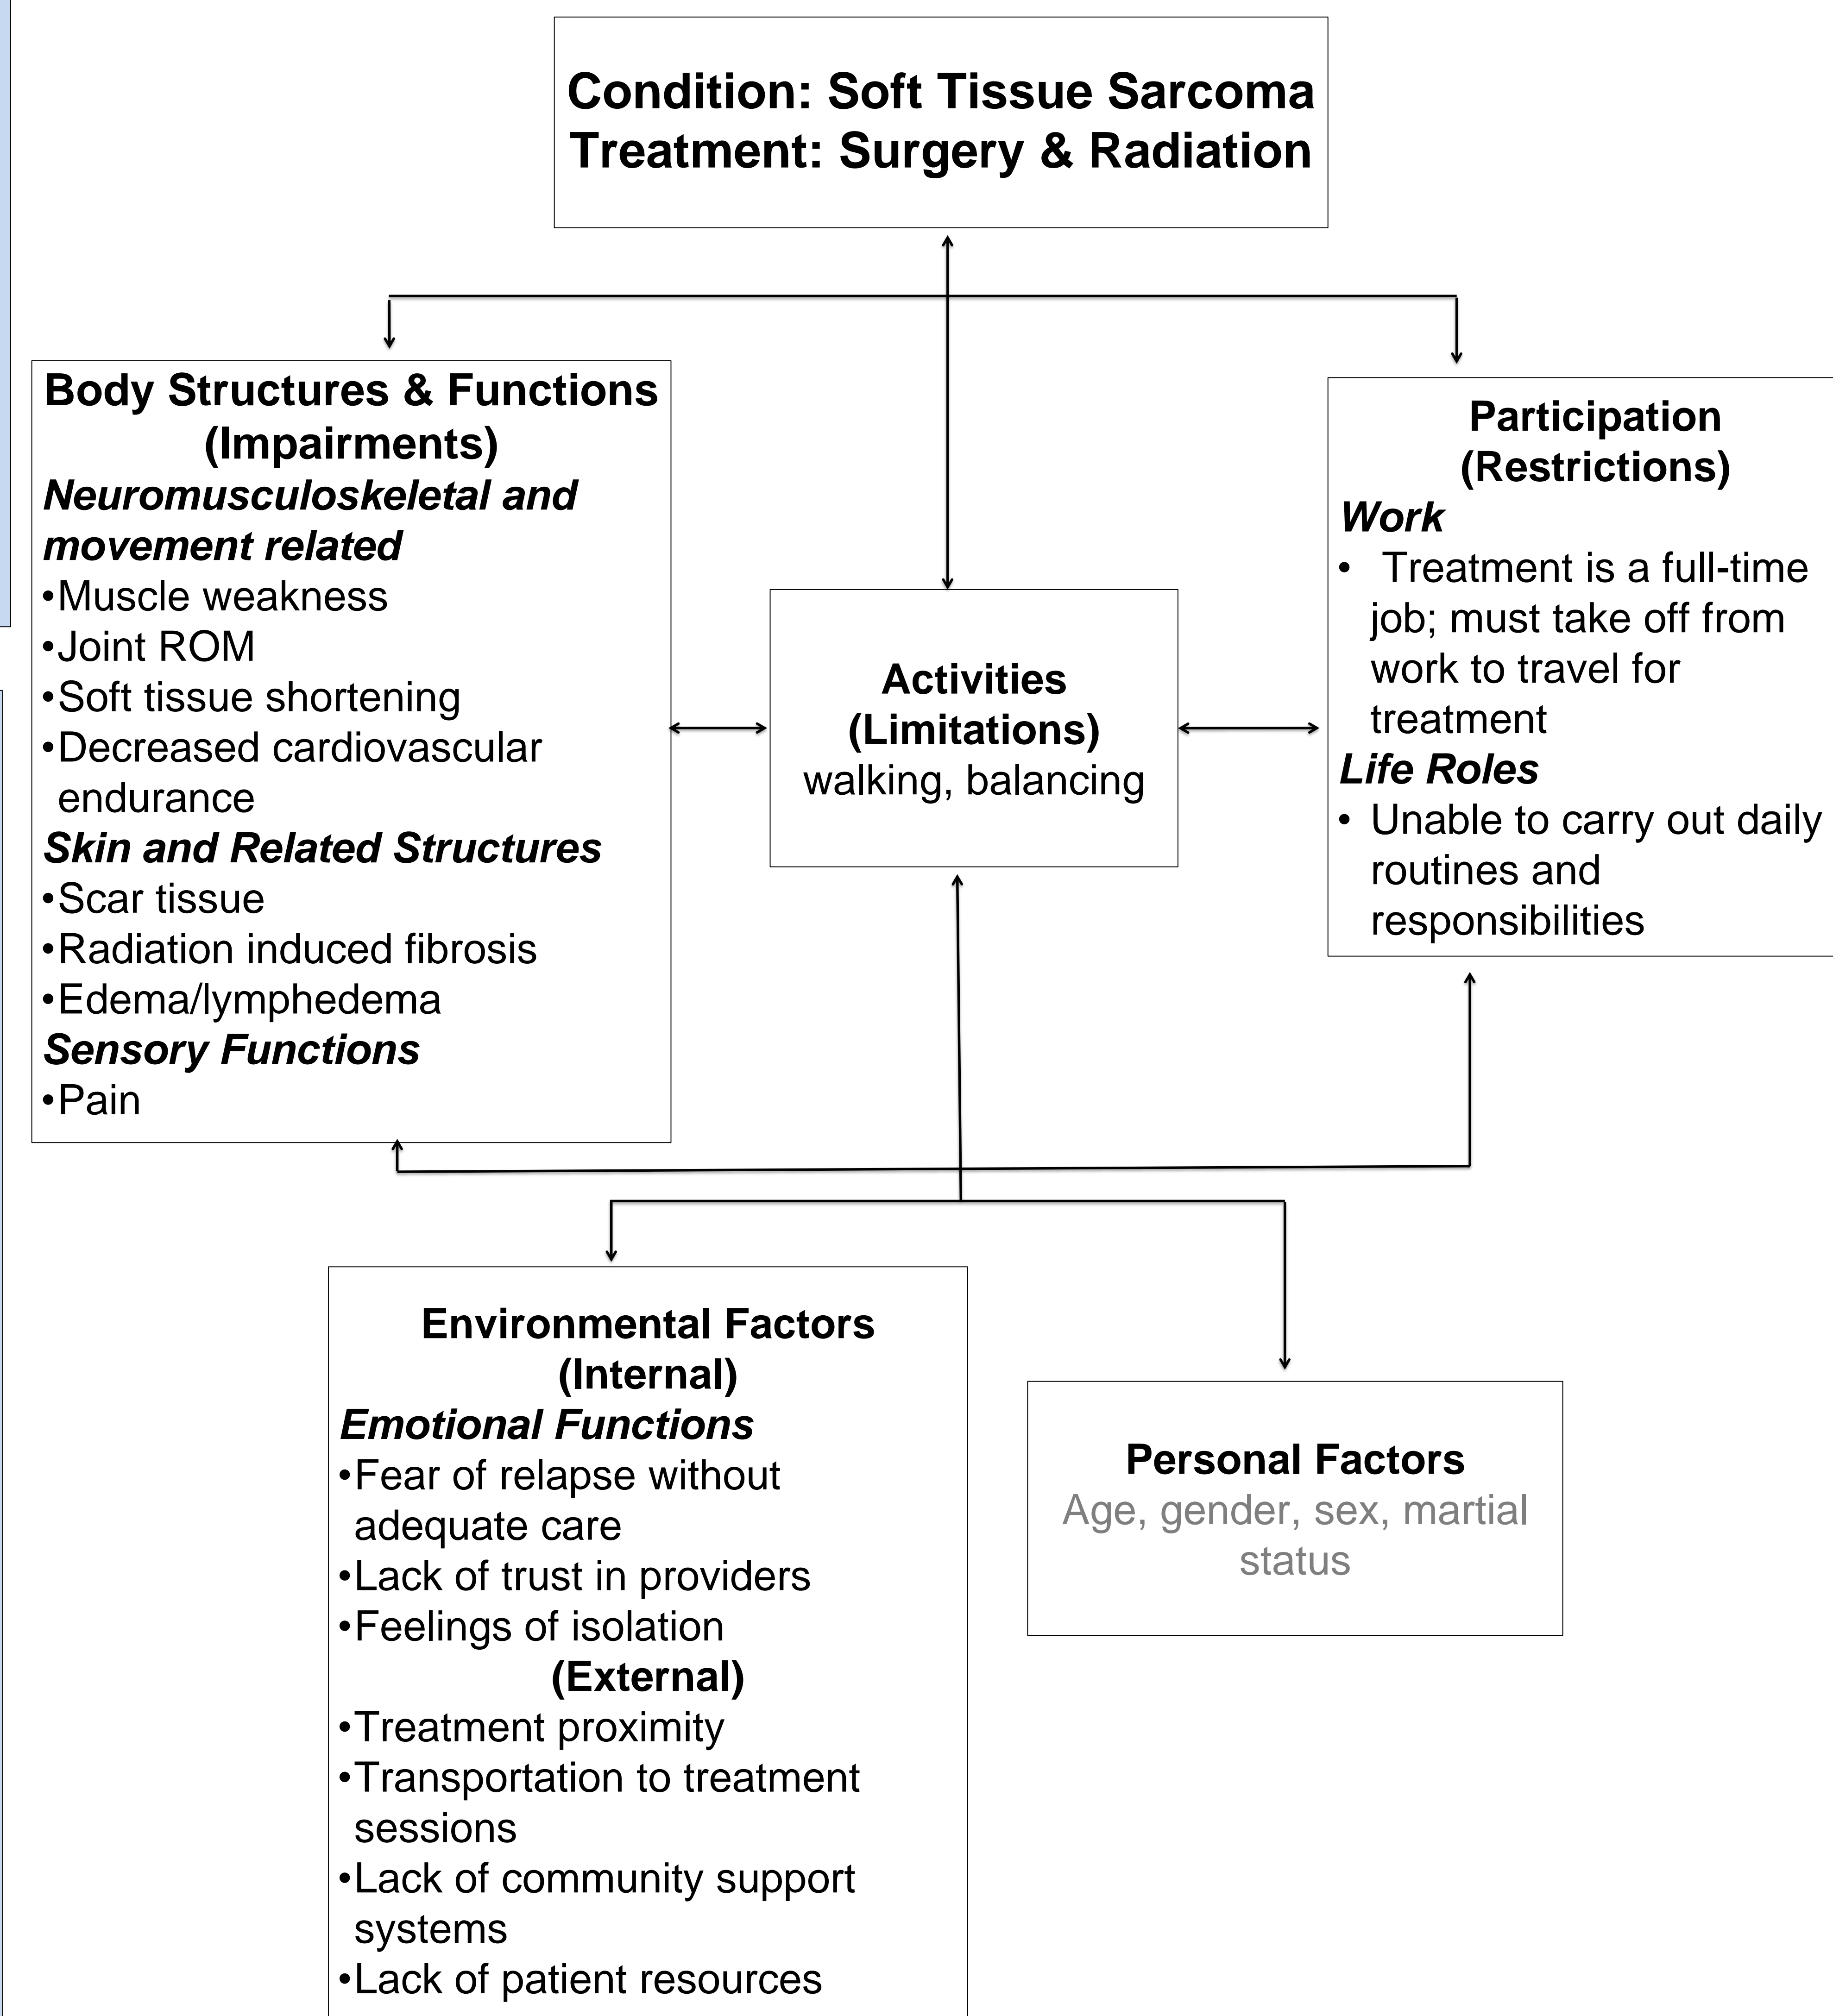 Condition: Soft Tissue Sarcoma
Treatment: Surgery & Radiation
Body Structures & Functions
(Impairments)
Neuromusculoskeletal and
movement related
•Muscle weakness
•Joint ROM
•Soft tissue shortening
•Decreased cardiovascular
endurance
Skin and Related Structures
•Scar tissue
•Radiation induced fibrosis
•Edema/lymphedema
Sensory Functions
•Pain
Activities
(Limitations)
walking, balancing
Participation
(Restrictions)
Work
• Treatment is a full-time
job; must take off from
work to travel for
treatment
Life Roles
• Unable to carry out daily
routines and
responsibilities
Environmental Factors
(Internal)
Emotional Functions
•Fear of relapse without
adequate care
•Lack of trust in providers
•Feelings of isolation
(External)
•Treatment proximity
•Transportation to treatment
sessions
•Lack of community support
systems
•Lack of patient resources
Personal Factors
Age, gender, sex, martial
status